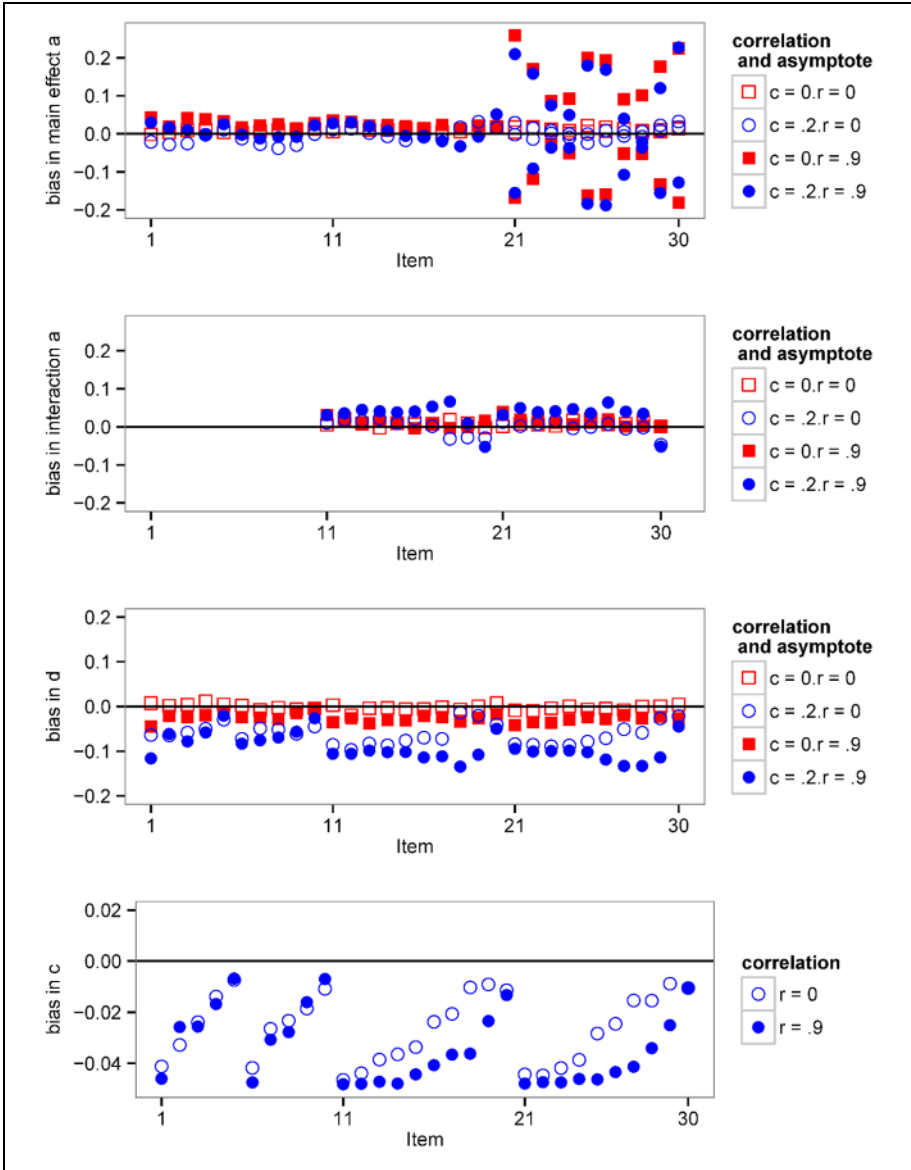 bias in main effect a
0.2
0.1
0.0
−0.1
−0.2
1
11
21
30
Item
correlation
and asymptote
c = 0.r = 0
c = .2.r = 0
c = 0.r = .9
c = .2.r = .9
bias in interaction a
0.2
0.1
0.0
−0.1
−0.2
1
11
21
30
Item
correlation
and asymptote
c = 0.r = 0
c = .2.r = 0
c = 0.r = .9
c = .2.r = .9
bias in d
0.2
0.1
0.0
−0.1
−0.2
1
11
21
30
Item
correlation
and asymptote
c = 0.r = 0
c = .2.r = 0
c = 0.r = .9
c = .2.r = .9
bias in c
0.02
0.00
−0.02
−0.04
1
11
21
30
Item
correlation
r = 0
r = .9